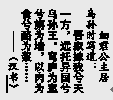 细君公主居
乌孙时写道:
吾家嫁我兮天
一方,远托异国兮
乌孙王。穹庐为室
兮旃为墙,以肉为
食兮酪为浆。……
——《汉书》